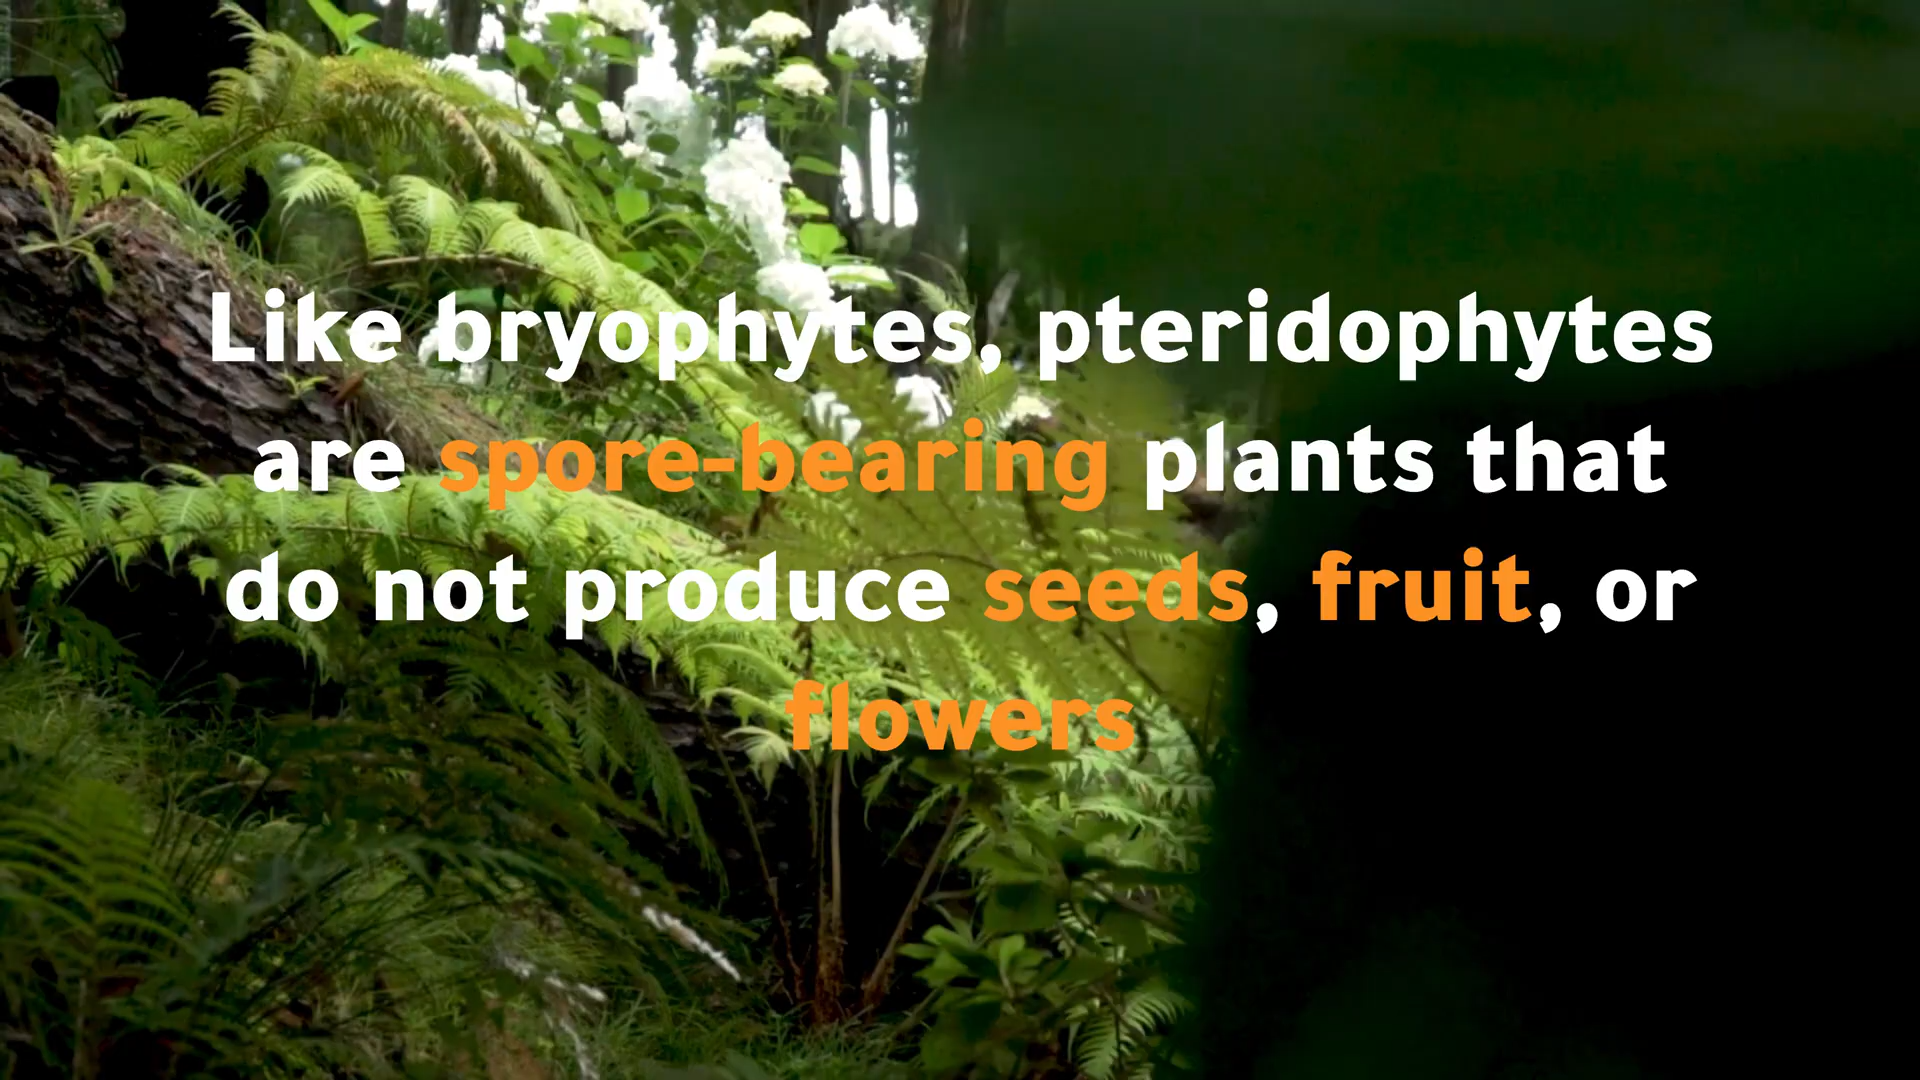 Like bryophytes, pteridophytes
are spore-bearing plants that
do not produce seeds, fruit, or
flowers